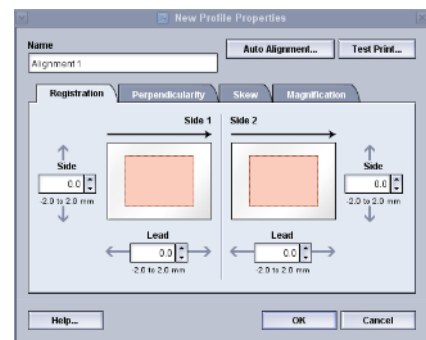 New Profile Properties
Name
Auto Alignment...
Test Print...
Alignment 1
Registration
Perpendicularity
Skew
Magnification
Side 1
Side 2
Side
0.0
-2.0 to 2.0 mm
Side
0.0
-2.0 to 2.0 mm
Lead
0.0
-2.0 to 2.0 mm
Lead
0.0
-2.0 to 2.0 mm
Help...
OK
Cancel